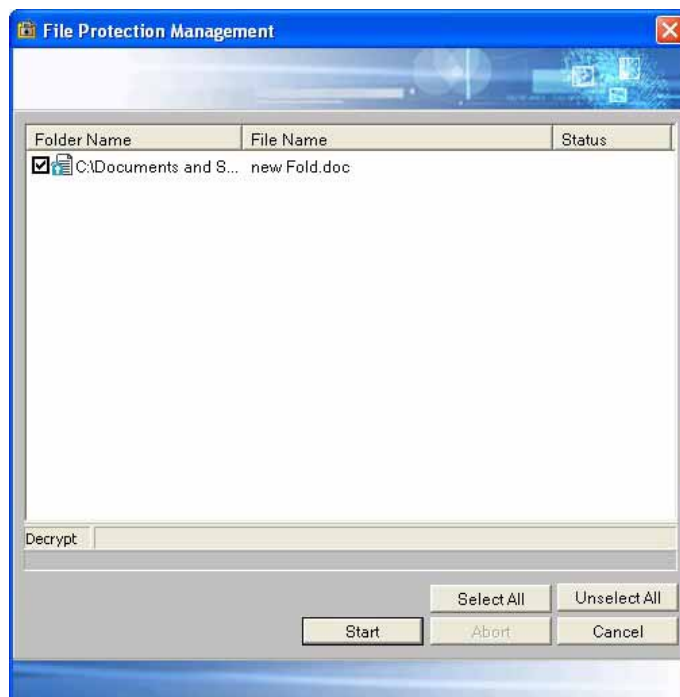 File Protection Management
Folder Name File Name Status
C:\Documents and S... new Fold.doc
Decrypt
Select All Unselect All
Start Abort Cancel